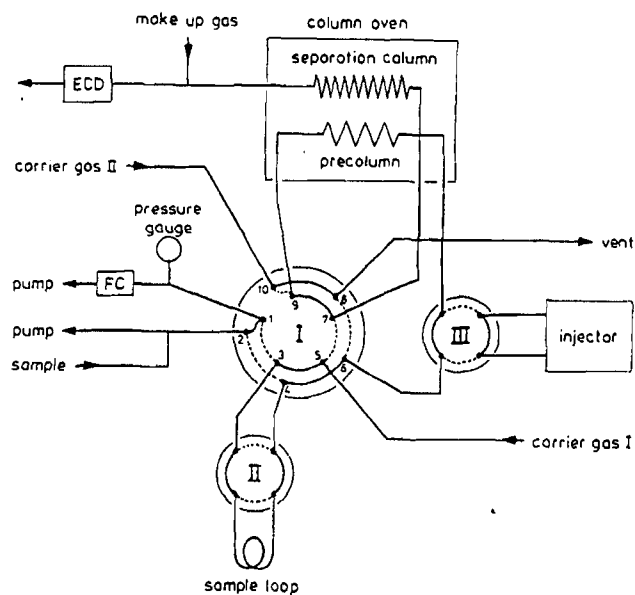 make up gas
column oven
ECD
separation column
precolumn
carrier gas II
pressure gauge
vent
pump
FC
10
9
8
1
7
I
III
injector
pump
2
sample
3
5
4
6
carrier gas I
II
sample loop